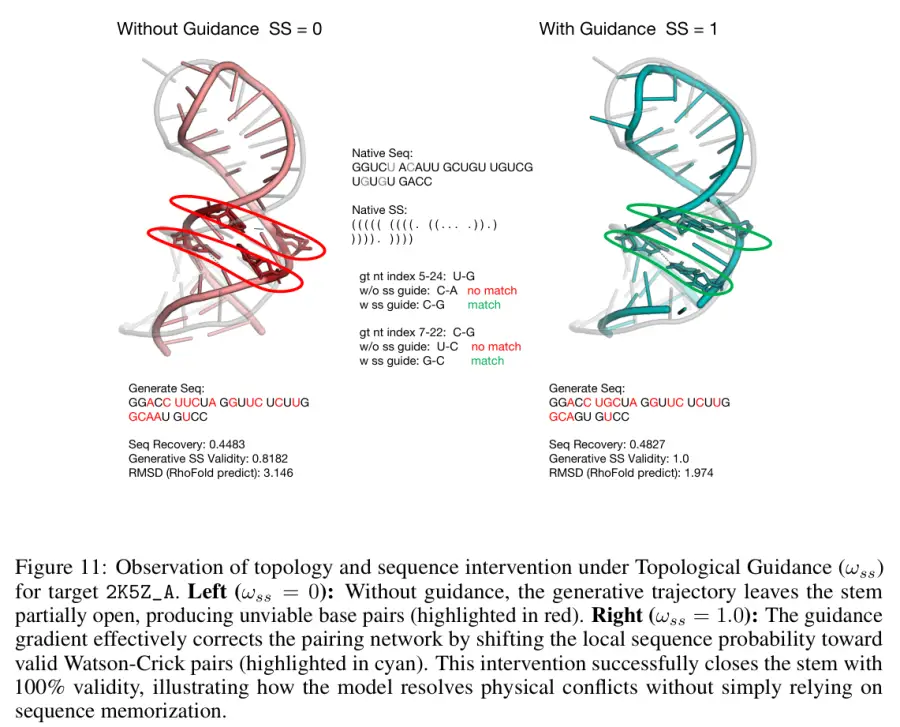 Without Guidance SS = 0
With Guidance SS = 1
Native Seq:
GGUCU ACAUU GCUGU UGUCG
UGUGU GACC
Native SS:
((((( ((((. ((... .)).)
)))). ))))
gt nt index 5-24: U-G
w/o ss guide: C-A no match
w ss guide: C-G match
gt nt index 7-22: C-G
w/o ss guide: U-C no match
w ss guide: G-C match
Generate Seq:
GGACC UUCUA GGUUC UCUUG
GCAAU GUCC
Seq Recovery: 0.4483
Generative SS Validity: 0.8182
RMSD (RhoFold predict): 3.146
Generate Seq:
GGACC UGCUA GGUUC UCUUG
GCAGU GUCC
Seq Recovery: 0.4827
Generative SS Validity: 1.0
RMSD (RhoFold predict): 1.974
Figure 11: Observation of topology and sequence intervention under Topological Guidance (ω_ss)
for target 2K5Z_A. Left (ω_ss = 0): Without guidance, the generative trajectory leaves the stem
partially open, producing unviable base pairs (highlighted in red). Right (ω_ss = 1.0): The guidance
gradient effectively corrects the pairing network by shifting the local sequence probability toward
valid Watson-Crick pairs (highlighted in cyan). This intervention successfully closes the stem with
100% validity, illustrating how the model resolves physical conflicts without simply relying on
sequence memorization.